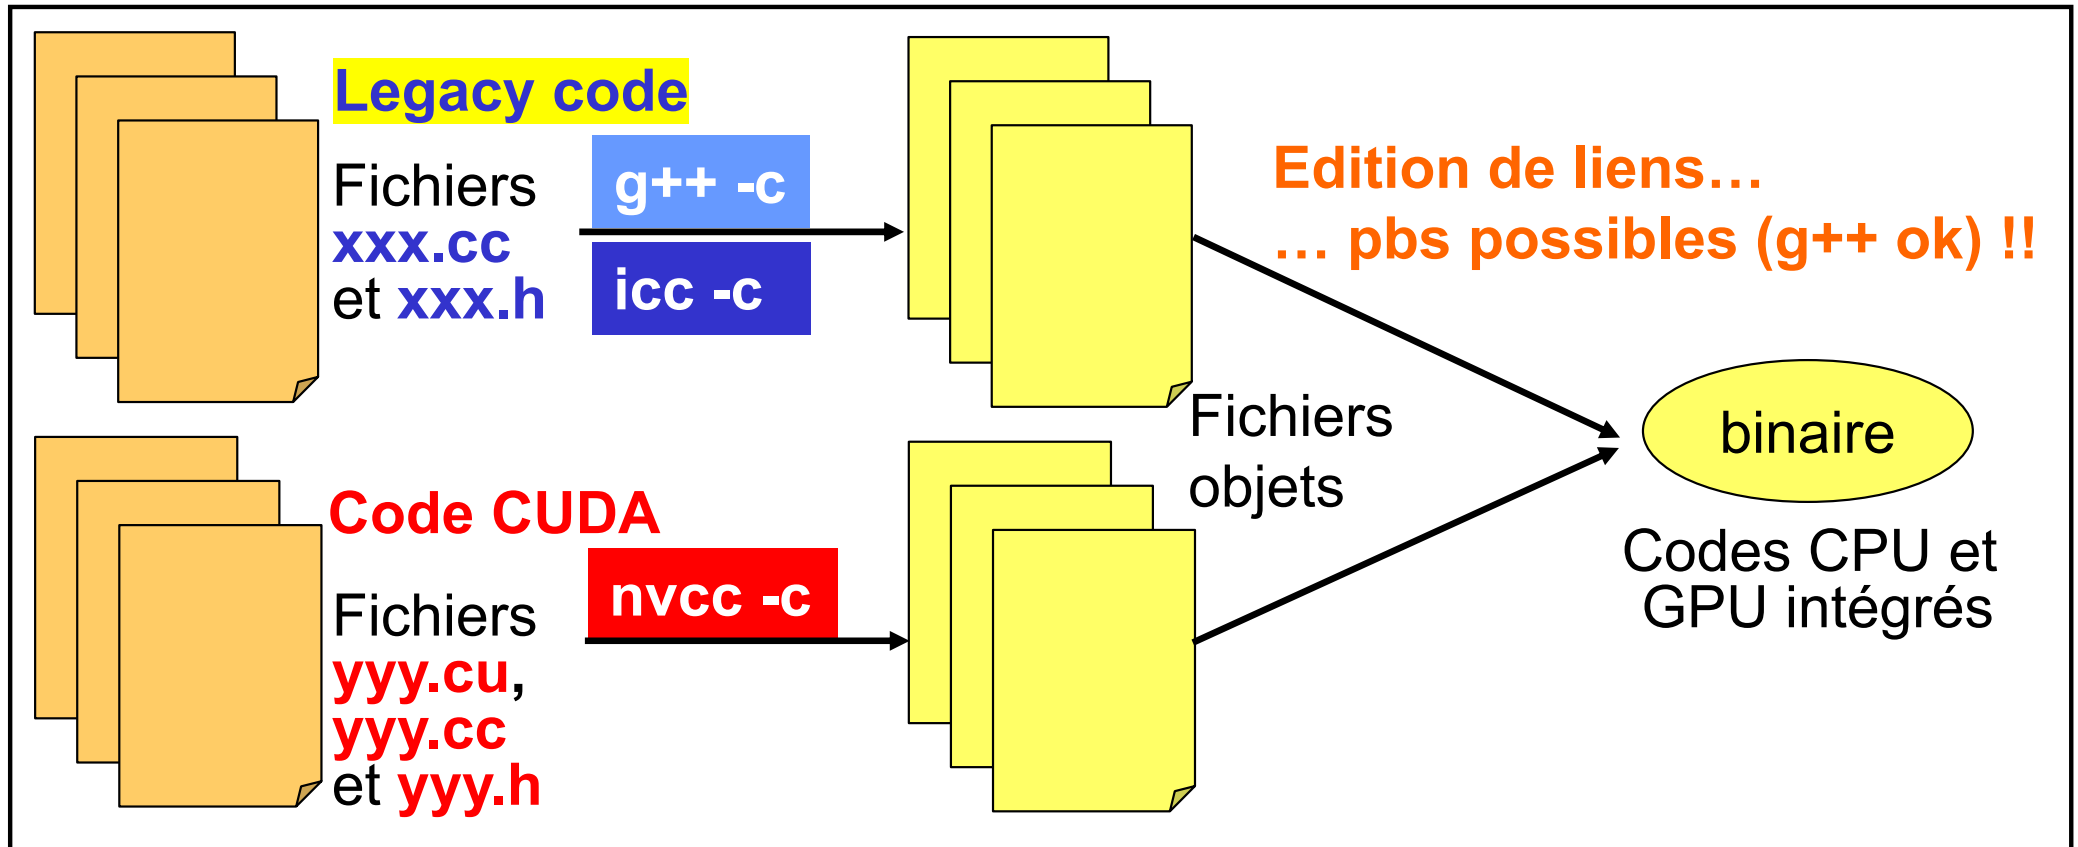 Legacy code
Fichiers
xxx.cc
et xxx.h
g++ -c
icc -c
Edition de liens…
… pbs possibles (g++ ok) !!
Fichiers
objets
binaire
Codes CPU et
GPU intégrés
Code CUDA
Fichiers
yyy.cu,
yyy.cc
et yyy.h
nvcc -c